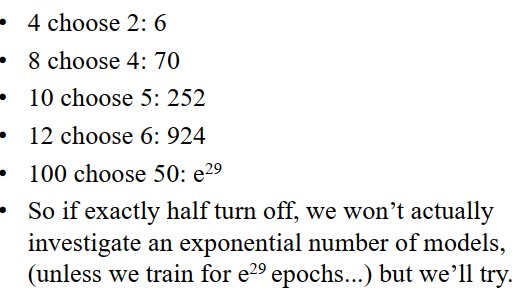 • 4 choose 2: 6
• 8 choose 4: 70
• 10 choose 5: 252
• 12 choose 6: 924
• 100 choose 50: e²⁹
• So if exactly half turn off, we won’t actually
investigate an exponential number of models,
(unless we train for e²⁹ epochs...) but we’ll try.